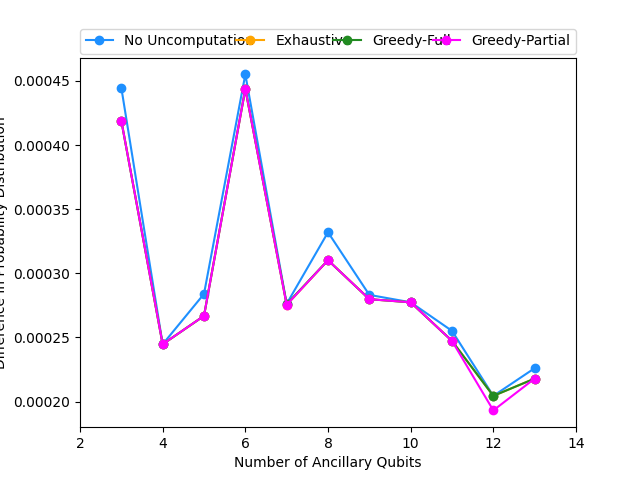 No Uncomputation Exhaustive Greedy-Full Greedy-Partial
0.00045
0.00040
0.00035
0.00030
0.00025
0.00020
Difference in Probability Distribution
2 4 6 8 10 12 14
Number of Ancillary Qubits